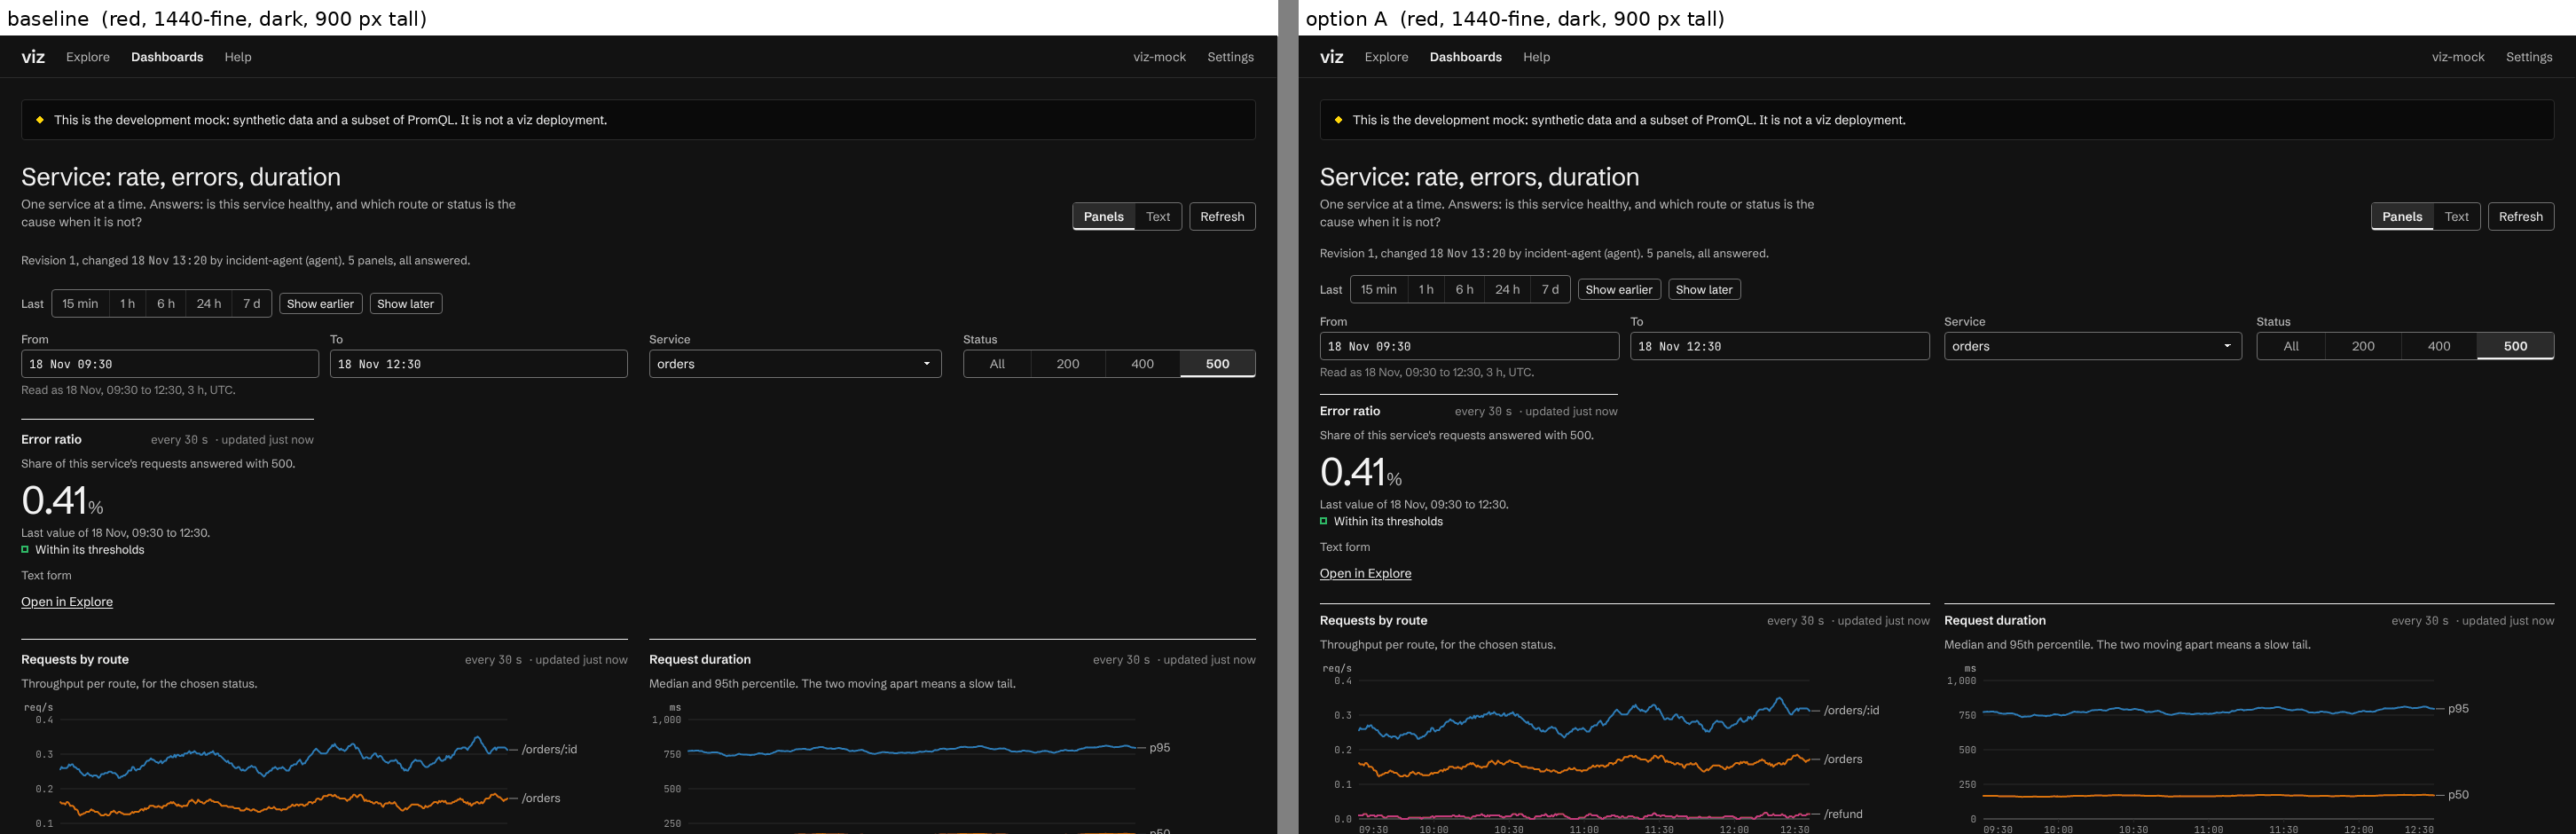 baseline  (red, 1440-fine, dark, 900 px tall)
viz Explore Dashboards Help viz-mock Settings
This is the development mock: synthetic data and a subset of PromQL. It is not a viz deployment.
Service: rate, errors, duration
One service at a time. Answers: is this service healthy, and which route or status is the
cause when it is not?
Panels Text Refresh
Revision 1, changed 18 Nov 13:20 by incident-agent (agent). 5 panels, all answered.
Last 15 min 1 h 6 h 24 h 7 d Show earlier Show later
From To Service Status
18 Nov 09:30 18 Nov 12:30 orders All 200 400 500
Read as 18 Nov, 09:30 to 12:30, 3 h, UTC.
Error ratio every 30 s · updated just now
Share of this service's requests answered with 500.
0.41%
Last value of 18 Nov, 09:30 to 12:30.
Within its thresholds
Text form
Open in Explore
Requests by route every 30 s · updated just now
Throughput per route, for the chosen status.
req/s
0.4
0.3
0.2
0.1
/orders/:id
/orders
Request duration every 30 s · updated just now
Median and 95th percentile. The two moving apart means a slow tail.
ms
1,000
750
500
250
p95
p50
option A  (red, 1440-fine, dark, 900 px tall)
viz Explore Dashboards Help viz-mock Settings
This is the development mock: synthetic data and a subset of PromQL. It is not a viz deployment.
Service: rate, errors, duration
One service at a time. Answers: is this service healthy, and which route or status is the
cause when it is not?
Panels Text Refresh
Revision 1, changed 18 Nov 13:20 by incident-agent (agent). 5 panels, all answered.
Last 15 min 1 h 6 h 24 h 7 d Show earlier Show later
From To Service Status
18 Nov 09:30 18 Nov 12:30 orders All 200 400 500
Read as 18 Nov, 09:30 to 12:30, 3 h, UTC.
Error ratio every 30 s · updated just now
Share of this service's requests answered with 500.
0.41%
Last value of 18 Nov, 09:30 to 12:30.
Within its thresholds
Text form
Open in Explore
Requests by route every 30 s · updated just now
Throughput per route, for the chosen status.
req/s
0.4
0.3
0.2
0.1
0.0
/orders/:id
/orders
/refund
09:30 10:00 10:30 11:00 11:30 12:00 12:30
Request duration every 30 s · updated just now
Median and 95th percentile. The two moving apart means a slow tail.
ms
1,000
750
500
250
0
p95
p50
09:30 10:00 10:30 11:00 11:30 12:00 12:30